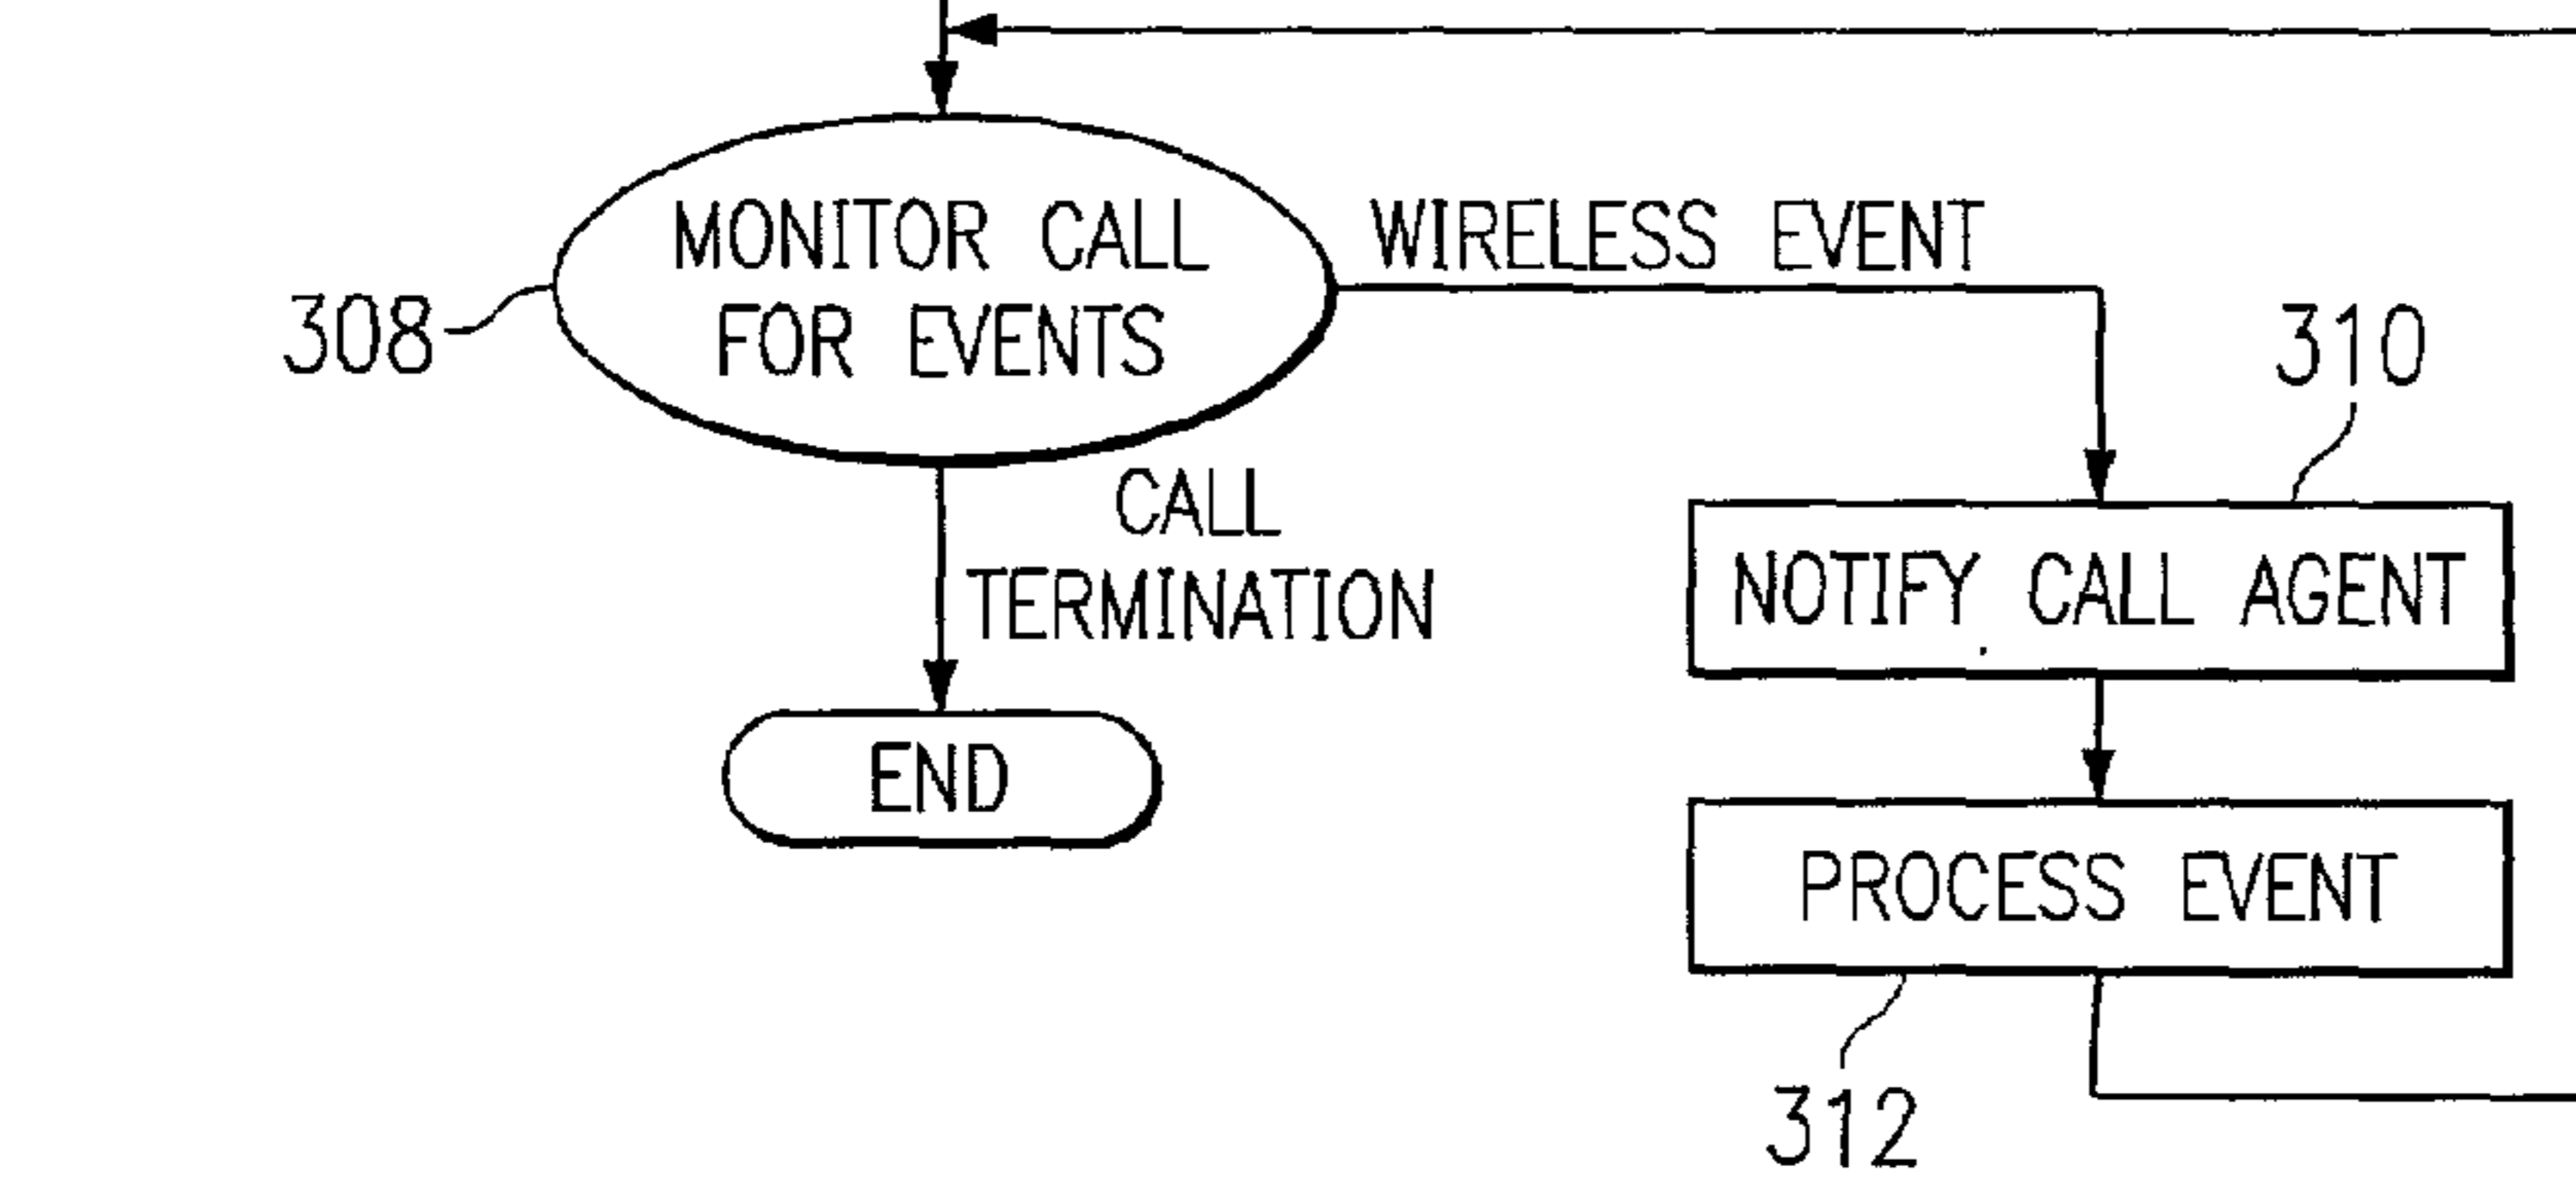 MONITOR CALL
FOR EVENTS
308
WIRELESS EVENT
310
CALL
TERMINATION
NOTIFY CALL AGENT
END
PROCESS EVENT
312